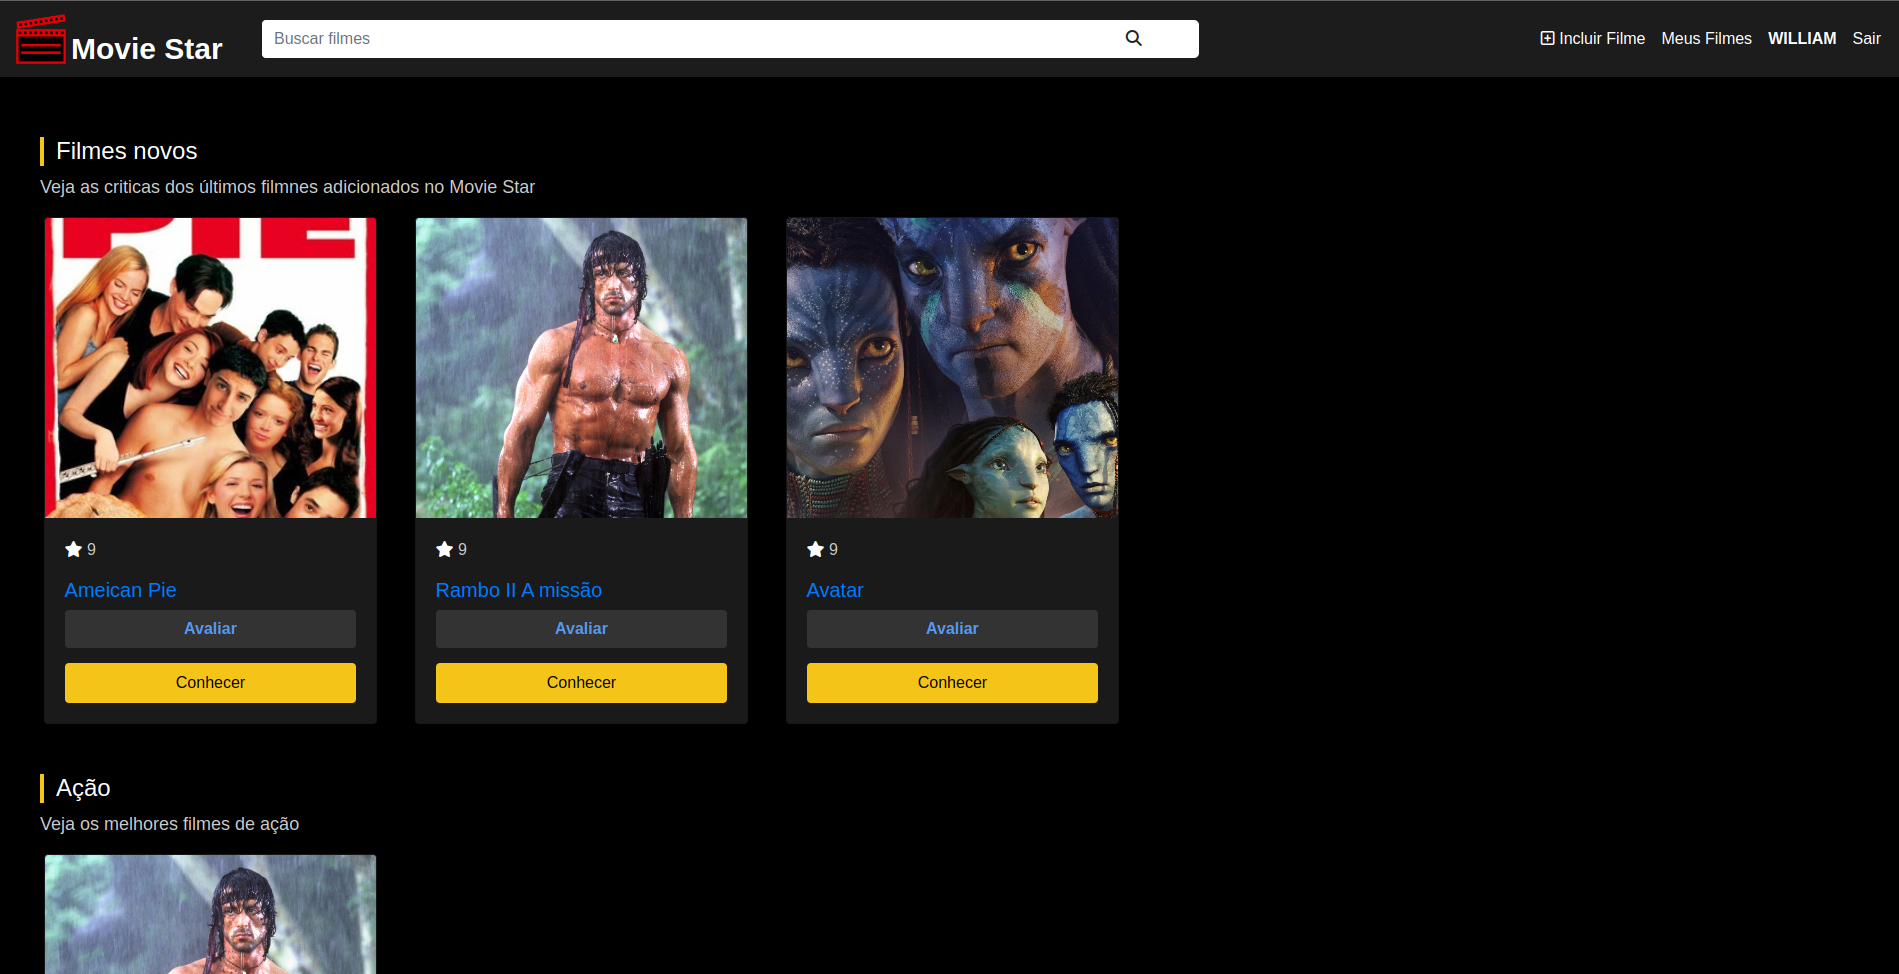 Movie Star
Buscar filmes
Incluir Filme Meus Filmes WILLIAM Sair
Filmes novos
Veja as criticas dos últimos filmnes adicionados no Movie Star
PIE
9
Ameican Pie
Avaliar
Conhecer
9
Rambo II A missão
Avaliar
Conhecer
9
Avatar
Avaliar
Conhecer
Ação
Veja os melhores filmes de ação